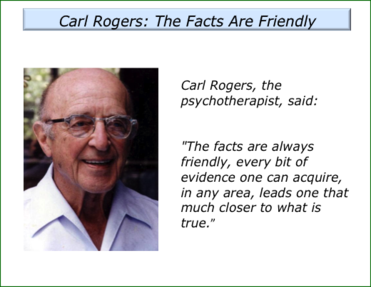 Carl Rogers: The Facts Are Friendly
Carl Rogers, the
psychotherapist, said:
"The facts are always
friendly, every bit of
evidence one can acquire,
in any area, leads one that
much closer to what is
true."